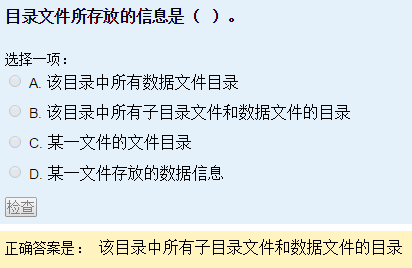 目录文件所存放的信息是（ ）。
选择一项：
A. 该目录中所有数据文件目录
B. 该目录中所有子目录文件和数据文件的目录
C. 某一文件的文件目录
D. 某一文件存放的数据信息
检查
正确答案是： 该目录中所有子目录文件和数据文件的目录